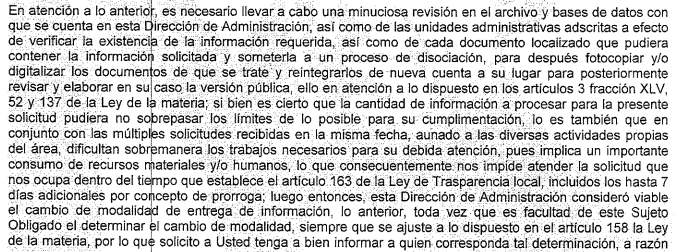 En atención a lo anterior, es necesario llevar a cabo una minuciosa revisión en el archivo y bases de datos con
que se cuenta en esta Dirección de Administración, así como de las unidades administrativas adscritas a efecto
de verificar la existencia de la información requerida, así como de cada documento localizado que pudiera
contener la información solicitada y someterla a un proceso de disociación, para después fotocopiar y/o
digitalizar los documentos de que se trate y reintegrarlos de nueva cuenta a su lugar para posteriormente
revisar y elaborar en su caso la versión pública, ello en atención a lo dispuesto en los artículos 3 fracción XLV,
52 y 137 de la Ley de la materia; si bien es cierto que la cantidad de información a procesar para la presente
solicitud pudiera no sobrepasar los límites de lo posible para su cumplimentación, lo es también que en
conjunto con las múltiples solicitudes recibidas en la misma fecha, aunado a las diversas actividades propias
del área, dificultan sobremanera los trabajos necesarios para su debida atención, pues implica un importante
consumo de recursos materiales y/o humanos, lo que consecuentemente nos impide atender la solicitud que
nos ocupa dentro del tiempo que establece el artículo 163 de la Ley de Trasparencia local, incluidos los hasta 7
días adicionales por concepto de prorroga; luego entonces, esta Dirección de Administración consideró viable
el cambio de modalidad de entrega de información, lo anterior, toda vez que es facultad de este Sujeto
Obligado el determinar el cambio de modalidad, siempre que se ajuste a lo dispuesto en el artículo 158 la Ley
de la materia, por lo que solicito a Usted tenga a bien informar a quien corresponda tal determinación, a razón